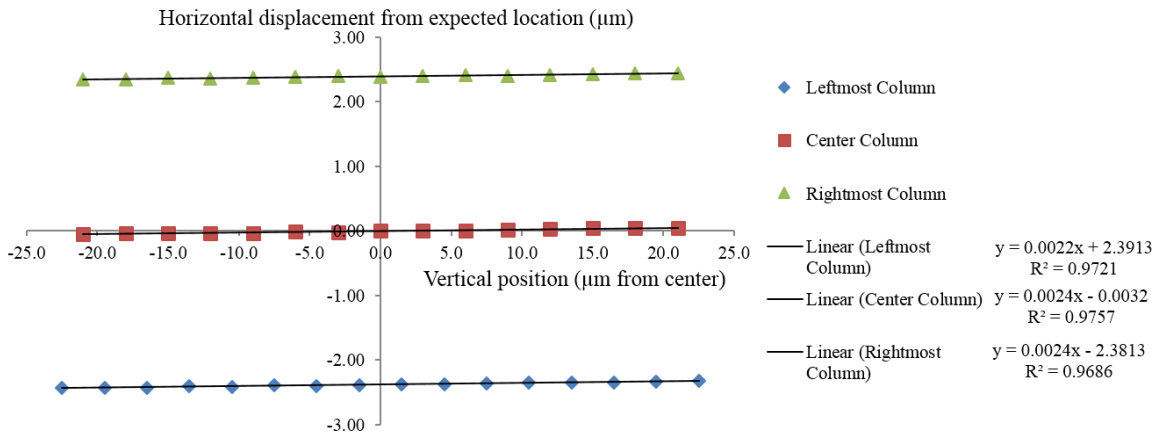 Horizontal displacement from expected location (µm)
3.00
2.00
1.00
0.00
-1.00
-2.00
-3.00
-25.0 -20.0 -15.0 -10.0 -5.0 0.0 5.0 10.0 15.0 20.0 25.0
Vertical position (µm from center)
Leftmost Column
Center Column
Rightmost Column
Linear (Leftmost
Column)
y = 0.0022x + 2.3913
R² = 0.9721
Linear (Center Column)
y = 0.0024x - 0.0032
R² = 0.9757
Linear (Rightmost
Column)
y = 0.0024x - 2.3813
R² = 0.9686